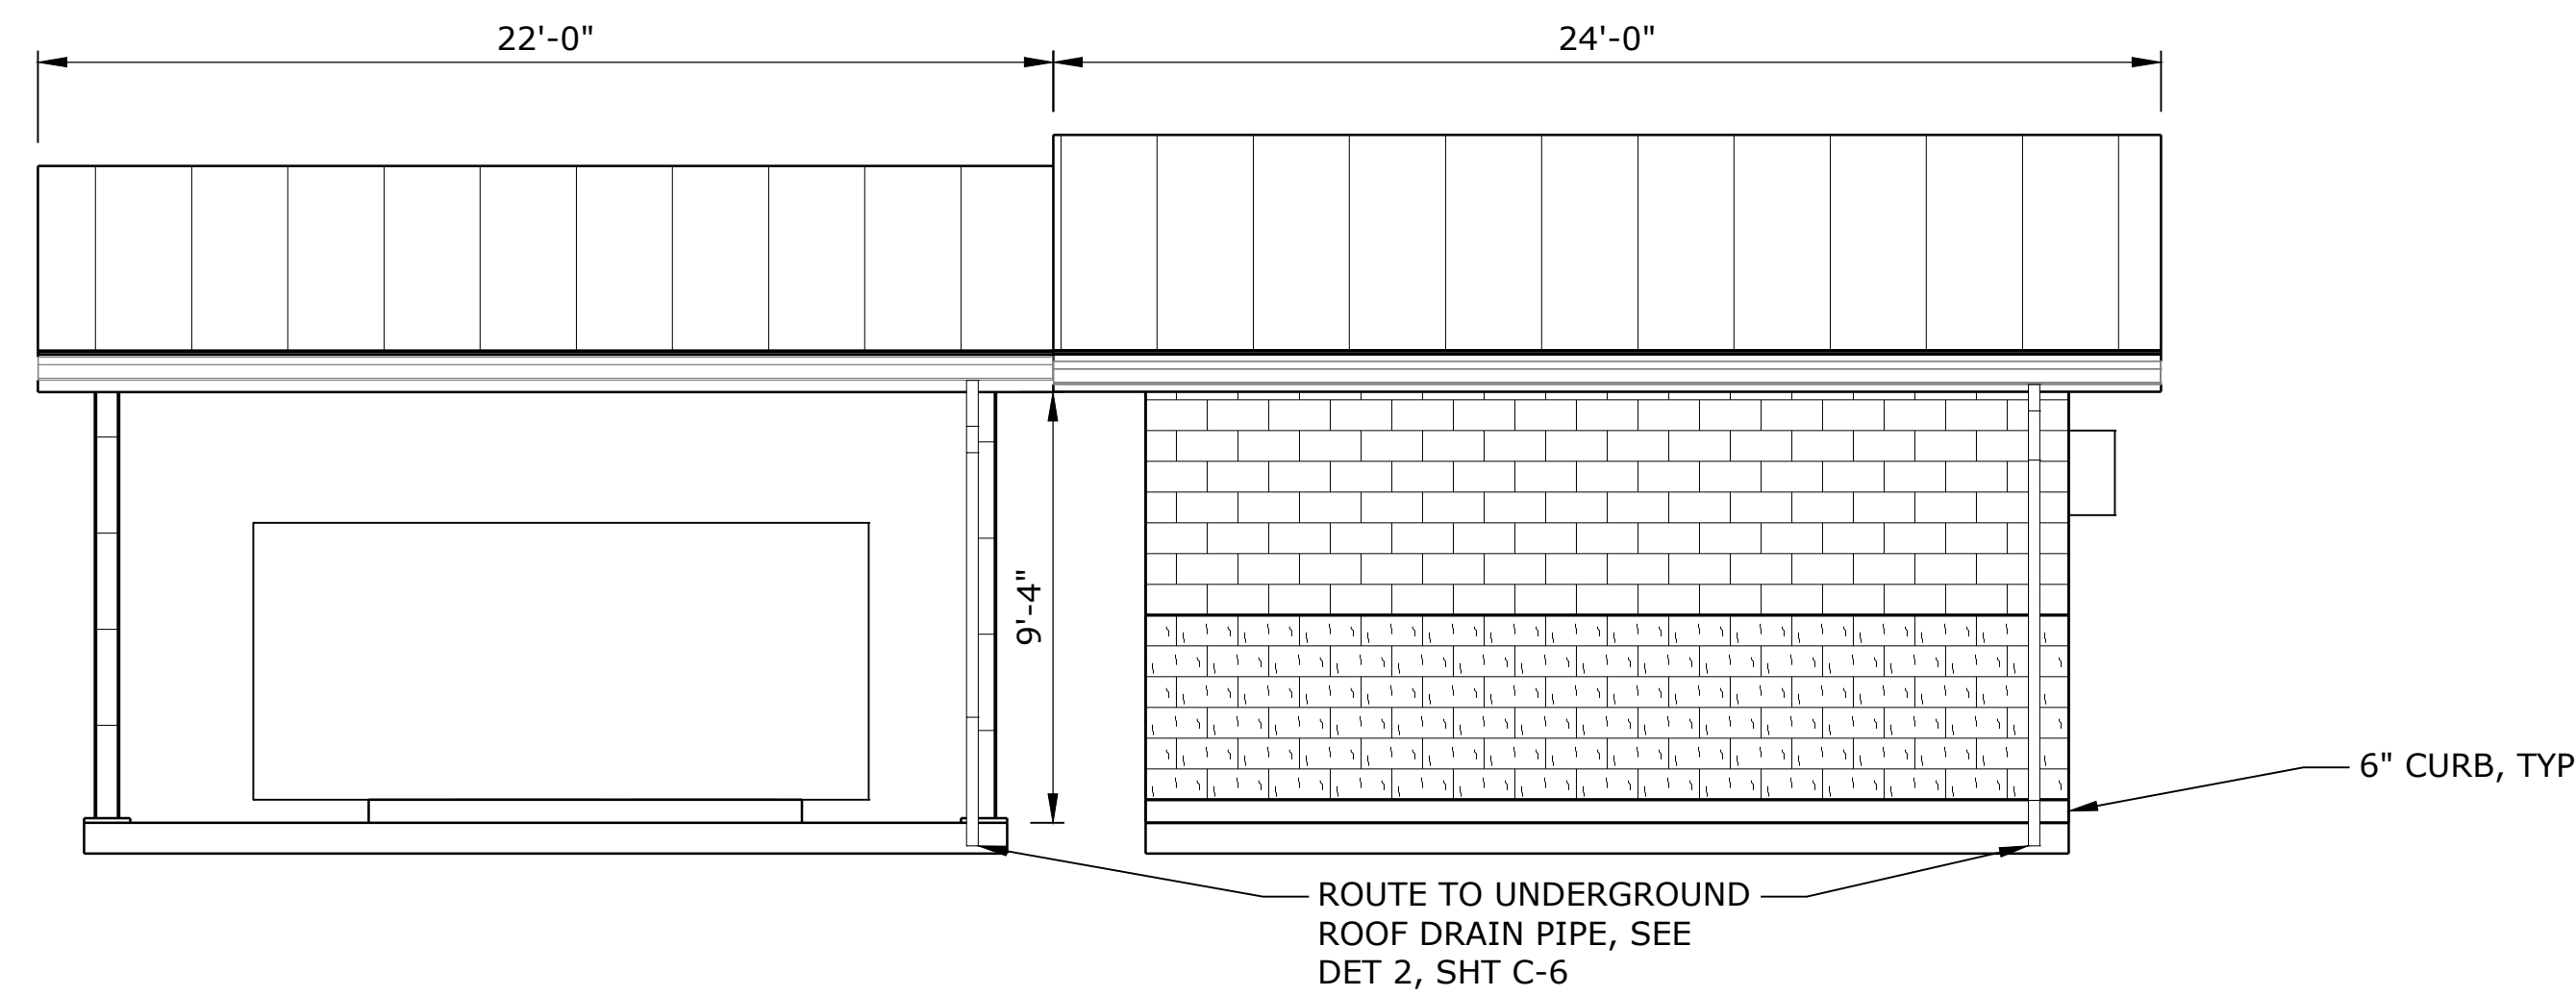 22'-0"
24'-0"
9'-4"
6" CURB, TYP
ROUTE TO UNDERGROUND
ROOF DRAIN PIPE, SEE
DET 2, SHT C-6